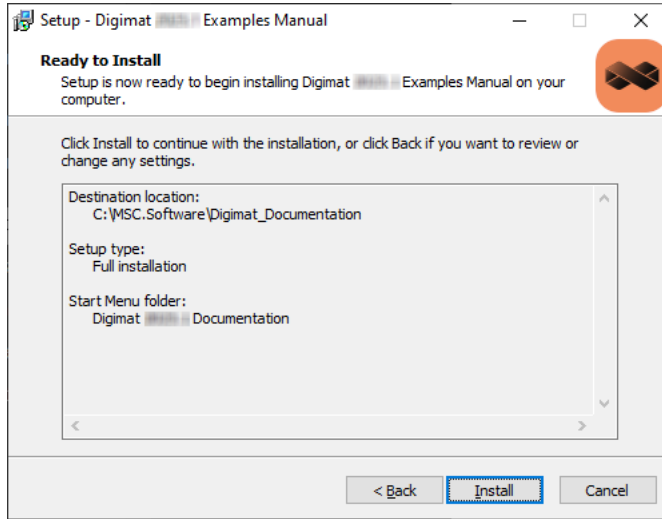 Setup - Digimat Examples Manual
Ready to Install
Setup is now ready to begin installing Digimat Examples Manual on your
computer.
Click Install to continue with the installation, or click Back if you want to review or
change any settings.
Destination location:
C:\MSC.Software\Digimat_Documentation
Setup type:
Full installation
Start Menu folder:
Digimat Documentation
< Back
Install
Cancel